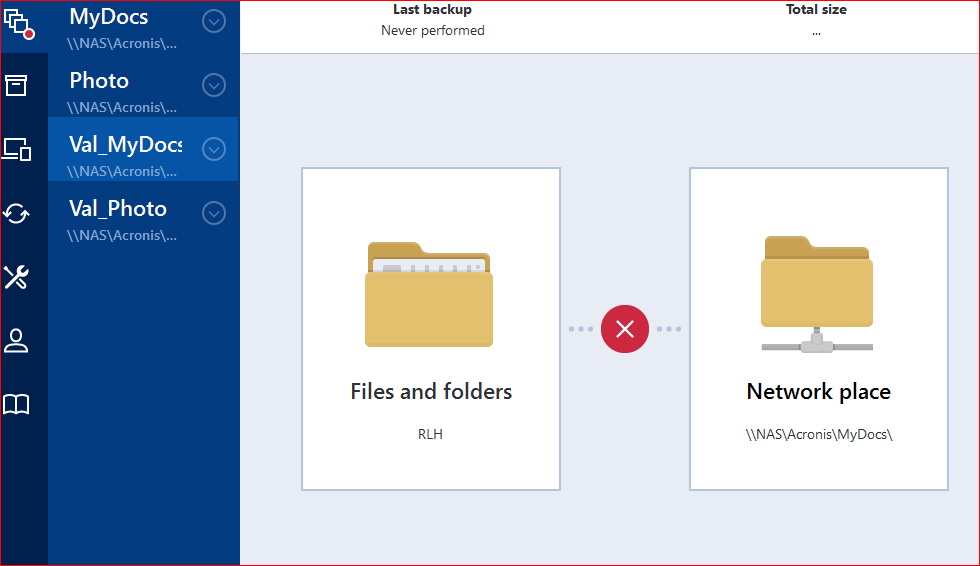 MyDocs
\\NAS\Acronis\...
Photo
\\NAS\Acronis\...
Val_MyDocs
\\NAS\Acronis\...
Val_Photo
\\NAS\Acronis\...
Last backup
Never performed
Total size
...
Files and folders
RLH
Network place
\\NAS\Acronis\MyDocs\